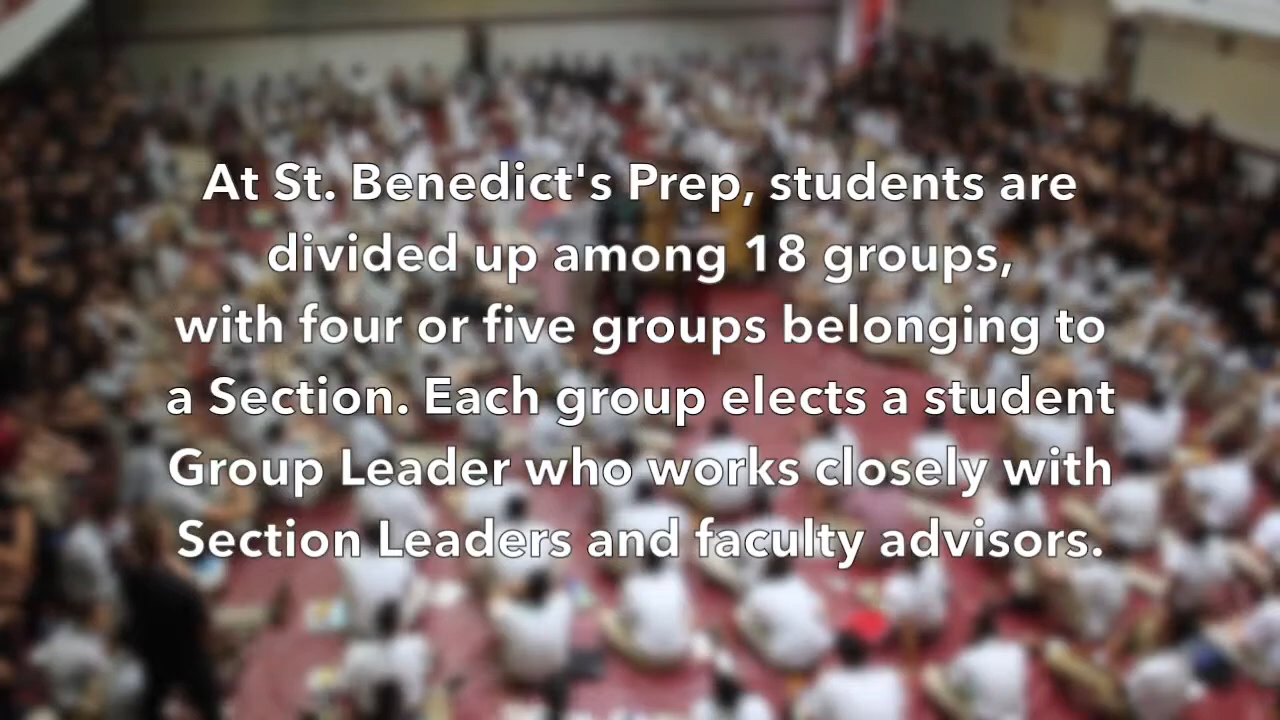 At St. Benedict's Prep, students are
divided up among 18 groups,
with four or five groups belonging to
a Section. Each group elects a student
Group Leader who works closely with
Section Leaders and faculty advisors.